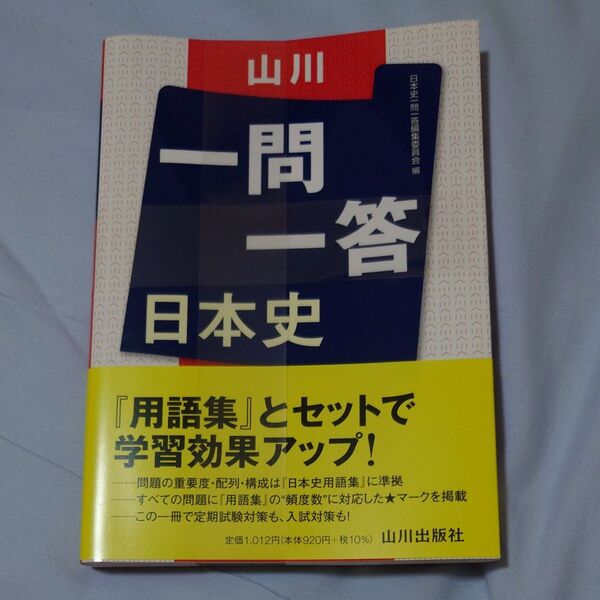 山川
日本史一問一答編集委員会 編
一問
一答
日本史
『用語集』とセットで
学習効果アップ!
──問題の重要度・配列・構成は『日本史用語集』に準拠
──すべての問題に『用語集』の“頻度数”に対応した★マークを掲載
──この一冊で定期試験対策も、入試対策も!
定価1,012円(本体920円+税10%)
山川出版社